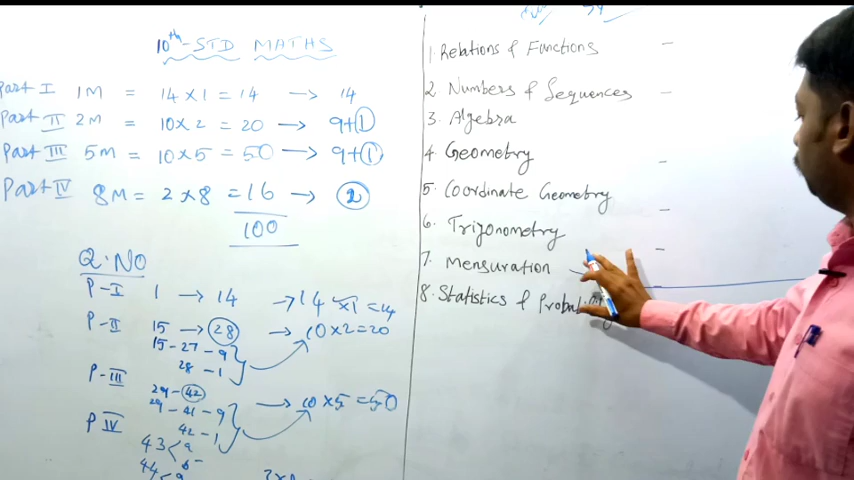 10th - STD MATHS
Part I 1M = 14 × 1 = 14 → 14
Part II 2M = 10 × 2 = 20 → 9+1
Part III 5M = 10 × 5 = 50 → 9+1
Part IV 8M = 2 × 8 = 16 → 2
100
Q.NO
P-I 1 → 14 → 14 × 1 = 14
P-II 15 → 28 → 10×2 = 20
15-27-9
28-1
P-III
29-42 → 10×5 = 50
29-41-9
42-1
P IV
43 < a
b
44 < a
1 Relations & Functions -
2 Numbers & Sequences -
3. Algebra
4. Geometry -
5. Coordinate Geometry -
6. Trigonometry -
7. Mensuration -
8. Statistics & Probability